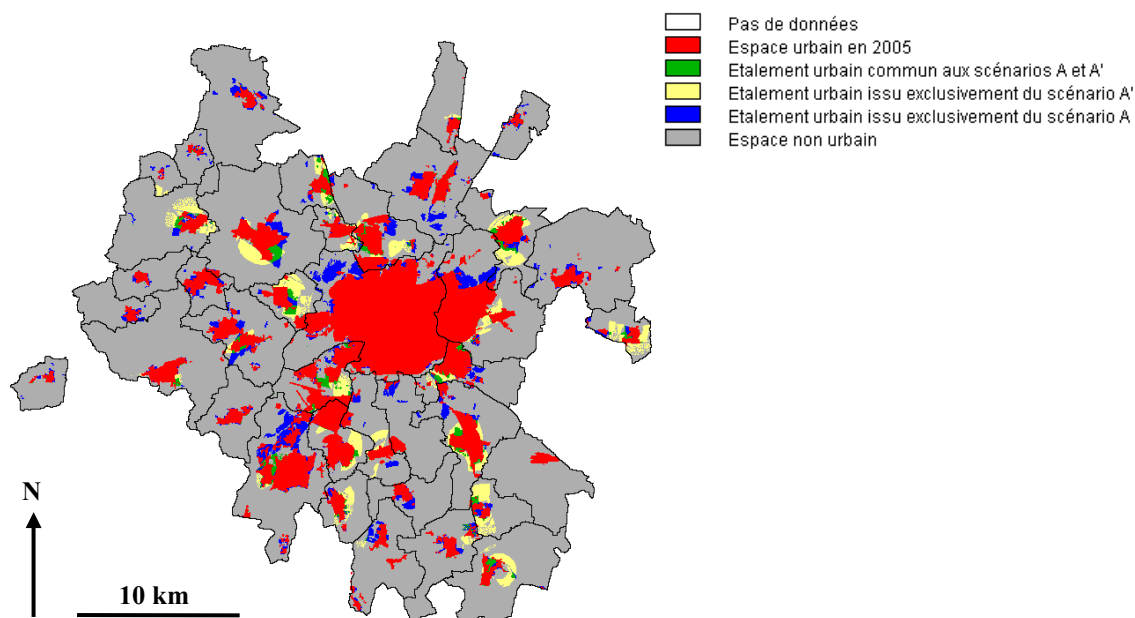 Pas de données
Espace urbain en 2005
Etalement urbain commun aux scénarios A et A'
Etalement urbain issu exclusivement du scénario A'
Etalement urbain issu exclusivement du scénario A
Espace non urbain
N
10 km